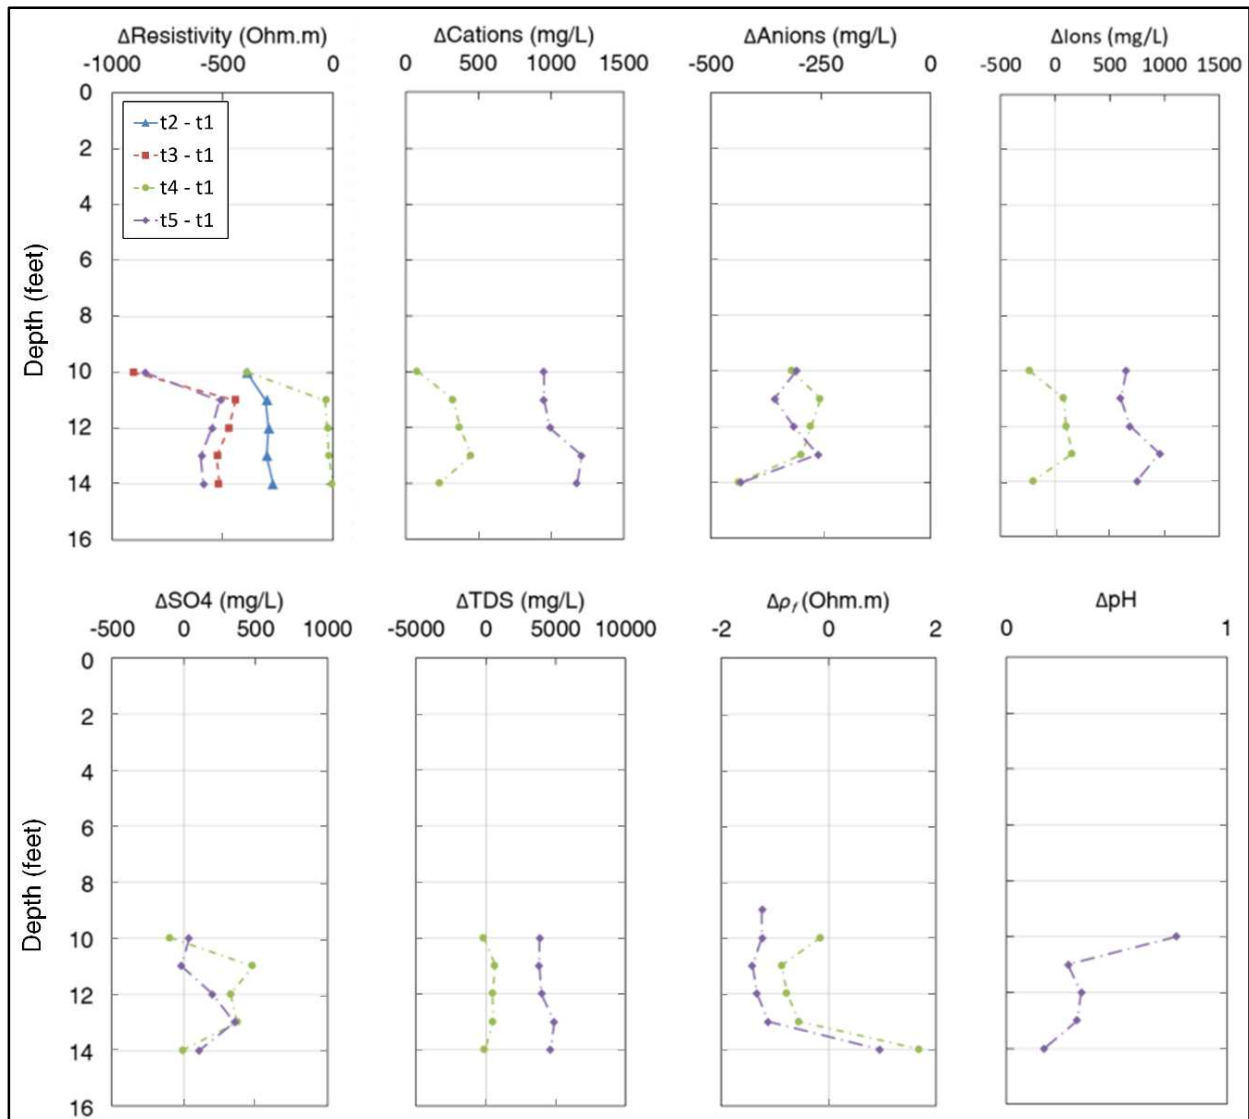 ΔResistivity (Ohm.m) ΔCations (mg/L) ΔAnions (mg/L) ΔIons (mg/L)
-1000 -500 0 0 500 1000 1500 -500 -250 0 -500 0 500 1000 1500
0
t2 - t1
2
t3 - t1
4
t4 - t1
t5 - t1
6
8
10
12
14
16
Depth (feet)
ΔSO4 (mg/L) ΔTDS (mg/L) Δρf (Ohm.m) ΔpH
-500 0 500 1000 -5000 0 5000 10000 -2 0 2 0 1
0
2
4
6
8
10
12
14
16
Depth (feet)